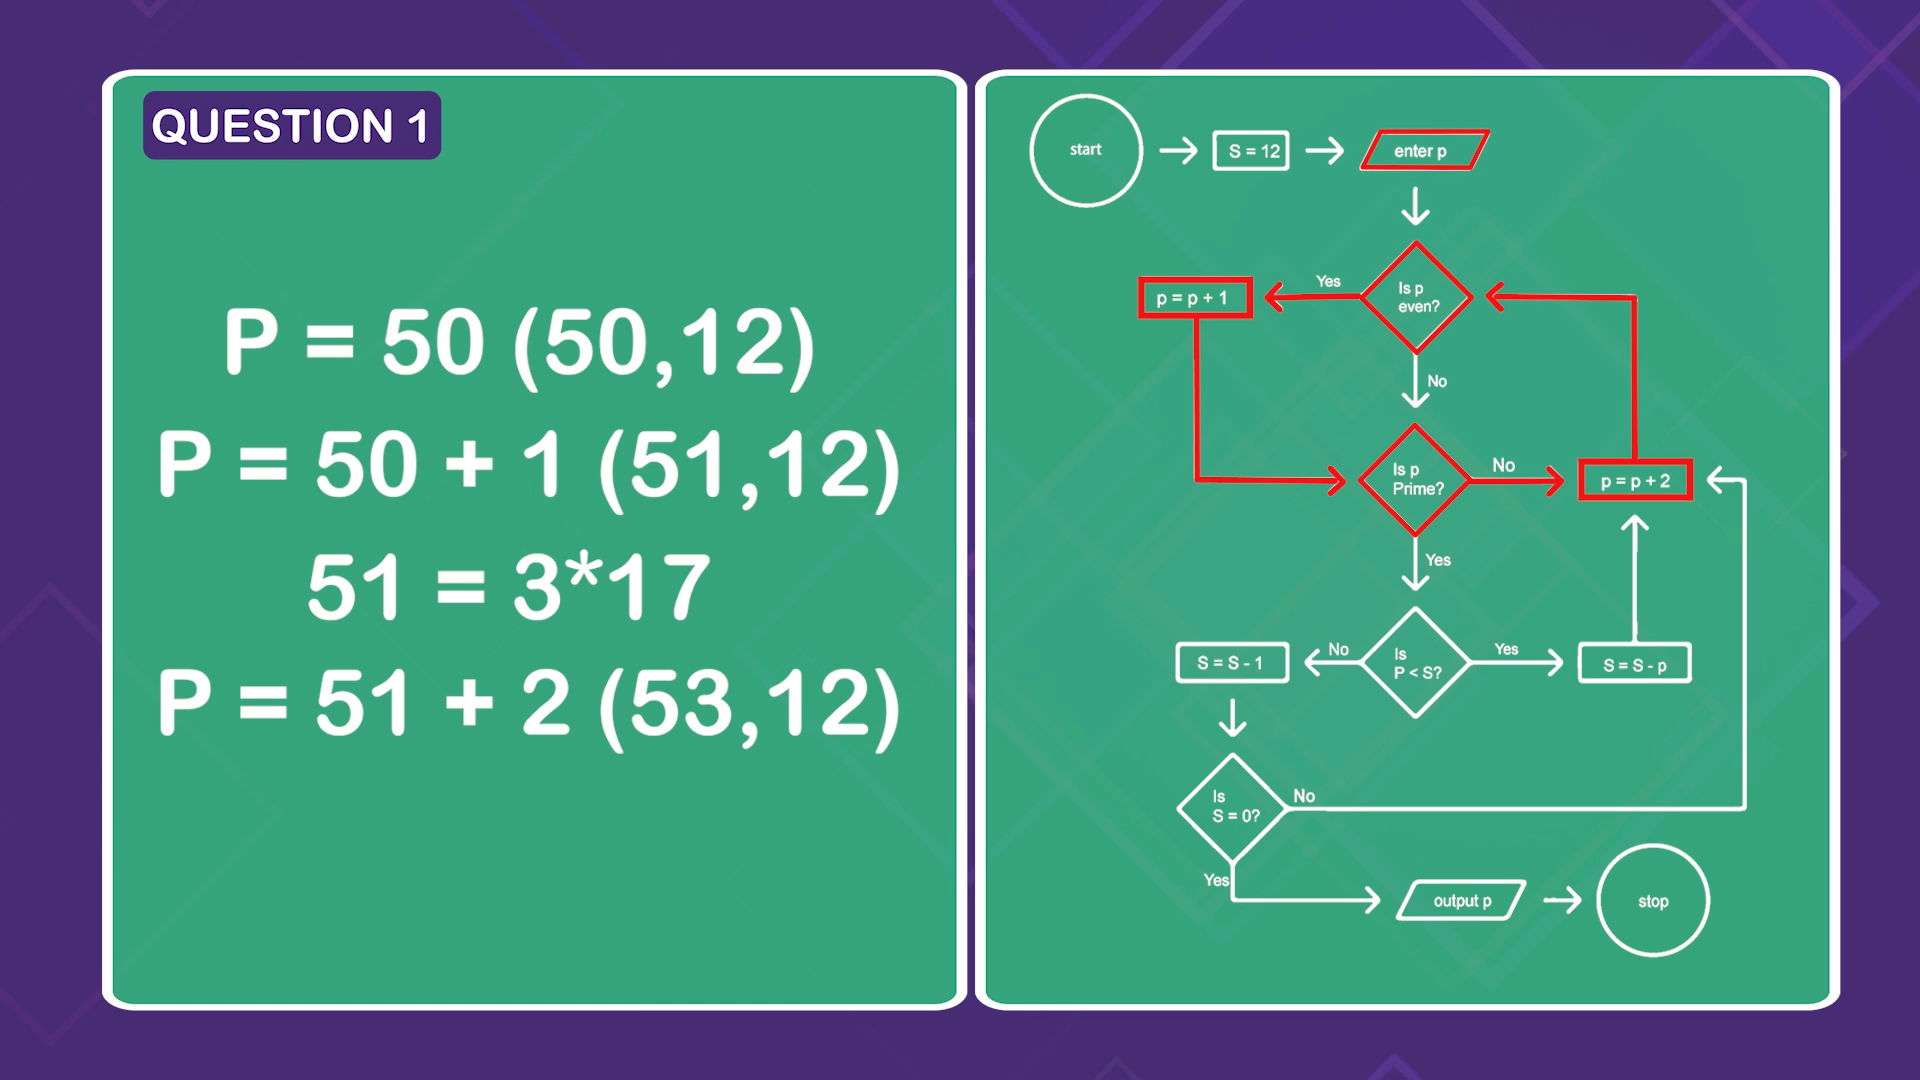 QUESTION 1
P = 50 (50,12)
P = 50 + 1 (51,12)
51 = 3*17
P = 51 + 2 (53,12)
start
S = 12
enter p
Is p
even?
Yes
p = p + 1
No
Is p
Prime?
No
p = p + 2
Yes
Is
P < S?
No
S = S - 1
Yes
S = S - p
Is
S = 0?
No
Yes
output p
stop